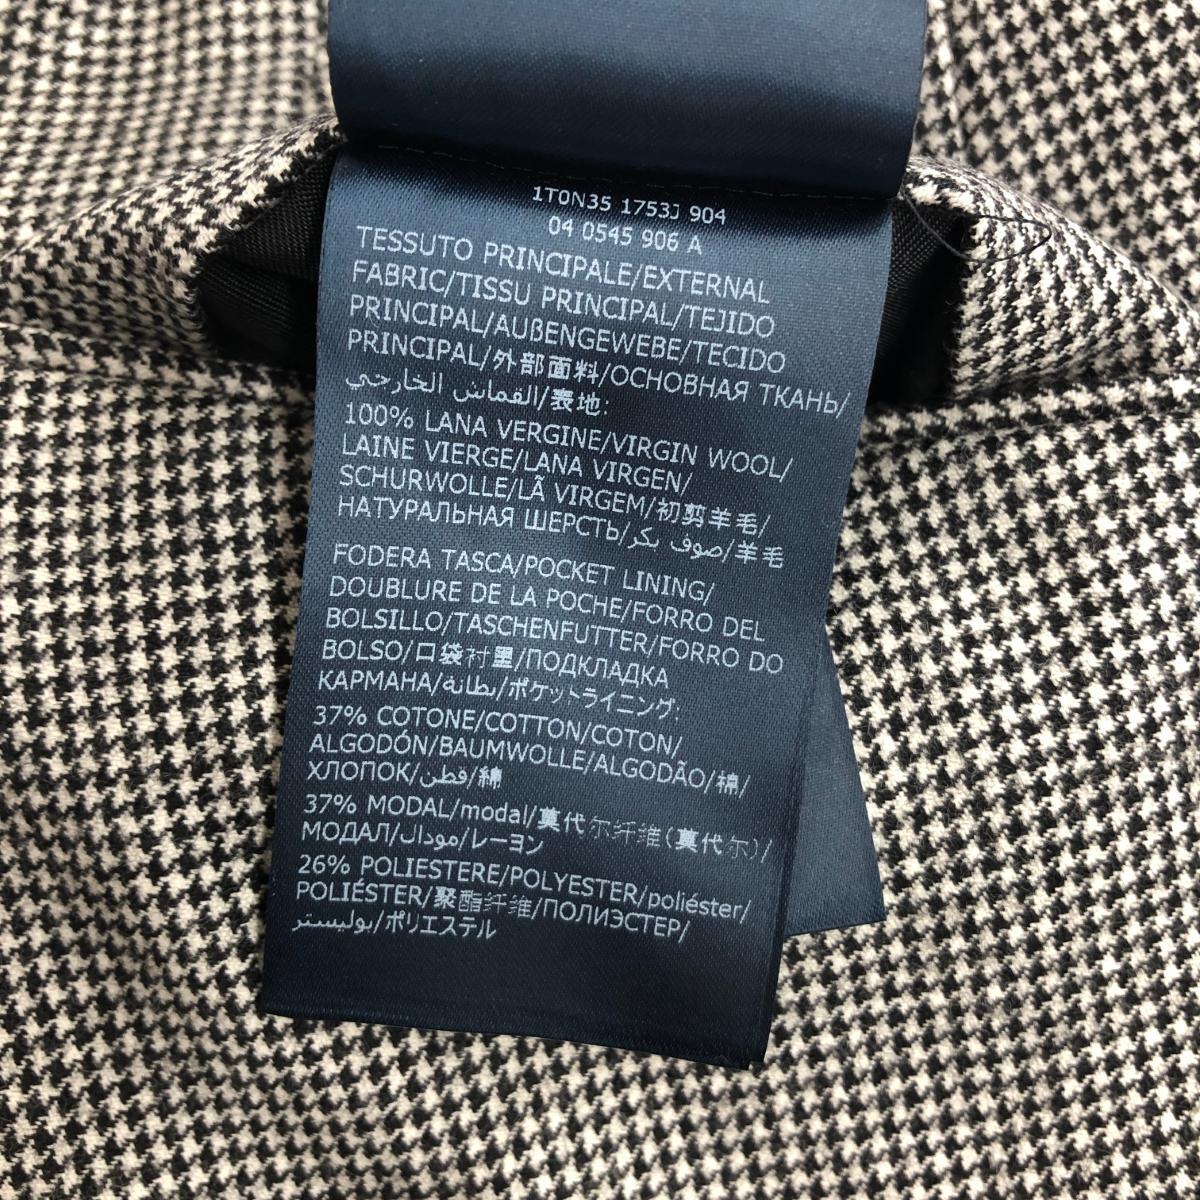 1T0N35 1753J 904
04 0545 906 A
TESSUTO PRINCIPALE/EXTERNAL
FABRIC/TISSU PRINCIPAL/TEJIDO
PRINCIPAL/AUßENGEWEBE/TECIDO
PRINCIPAL/外部面料/ОСНОВНАЯ ТКАНЬ/
القماش الخارجي/表地:
100% LANA VERGINE/VIRGIN WOOL/
LAINE VIERGE/LANA VIRGEN/
SCHURWOLLE/LÃ VIRGEM/初剪羊毛/
НАТУРАЛЬНАЯ ШЕРСТЬ/صوف بكر/羊毛
FODERA TASCA/POCKET LINING/
DOUBLURE DE LA POCHE/FORRO DEL
BOLSILLO/TASCHENFUTTER/FORRO DO
BOLSO/口袋衬里/ПОДКЛАДКА
КАРМАНА/بطانة/ポケットライニング:
37% COTONE/COTTON/COTON/
ALGODÓN/BAUMWOLLE/ALGODÃO/棉/
ХЛОПОК/قطن/綿
37% MODAL/modal/莫代尔纤维(莫代尔)/
МОДАЛ/مودال/レーヨン
26% POLIESTERE/POLYESTER/poliéster/
POLIÉSTER/聚酯纤维/ПОЛИЭСТЕР/
بوليستر/ポリエステル